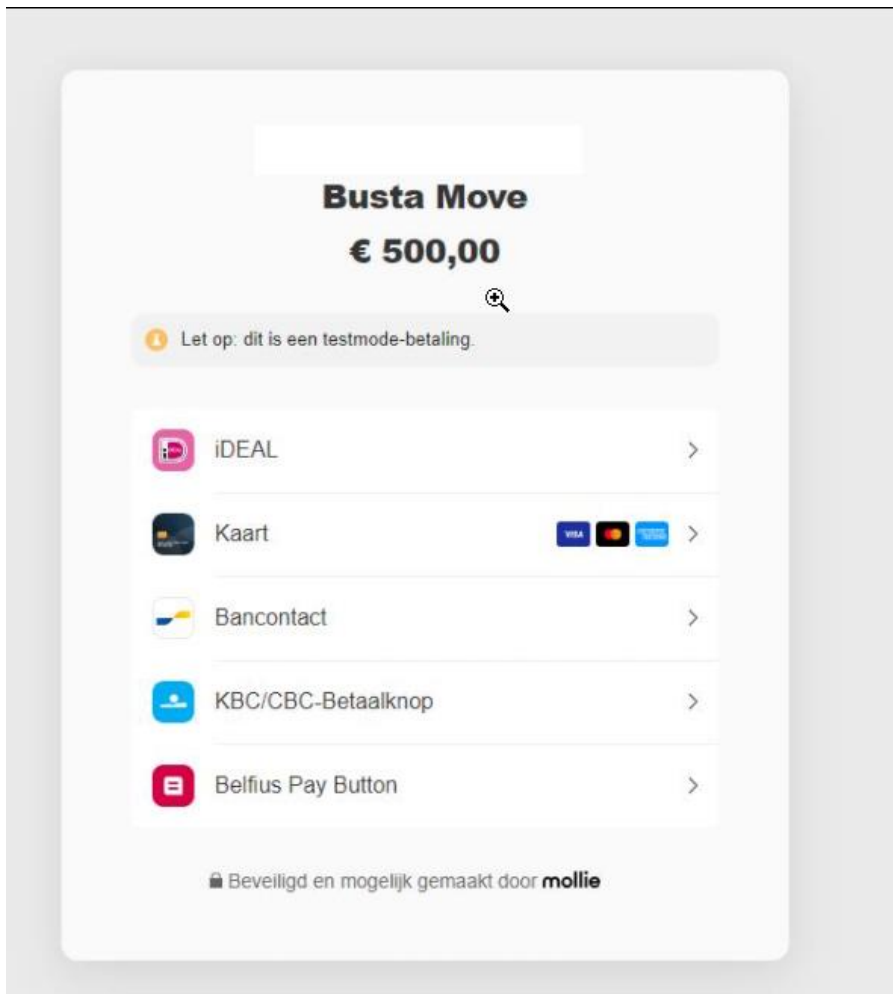 Busta Move
€ 500,00
Let op: dit is een testmode-betaling.
iDEAL
Kaart
VISA
Bancontact
KBC/CBC-Betaalknop
Belfius Pay Button
Beveiligd en mogelijk gemaakt door mollie